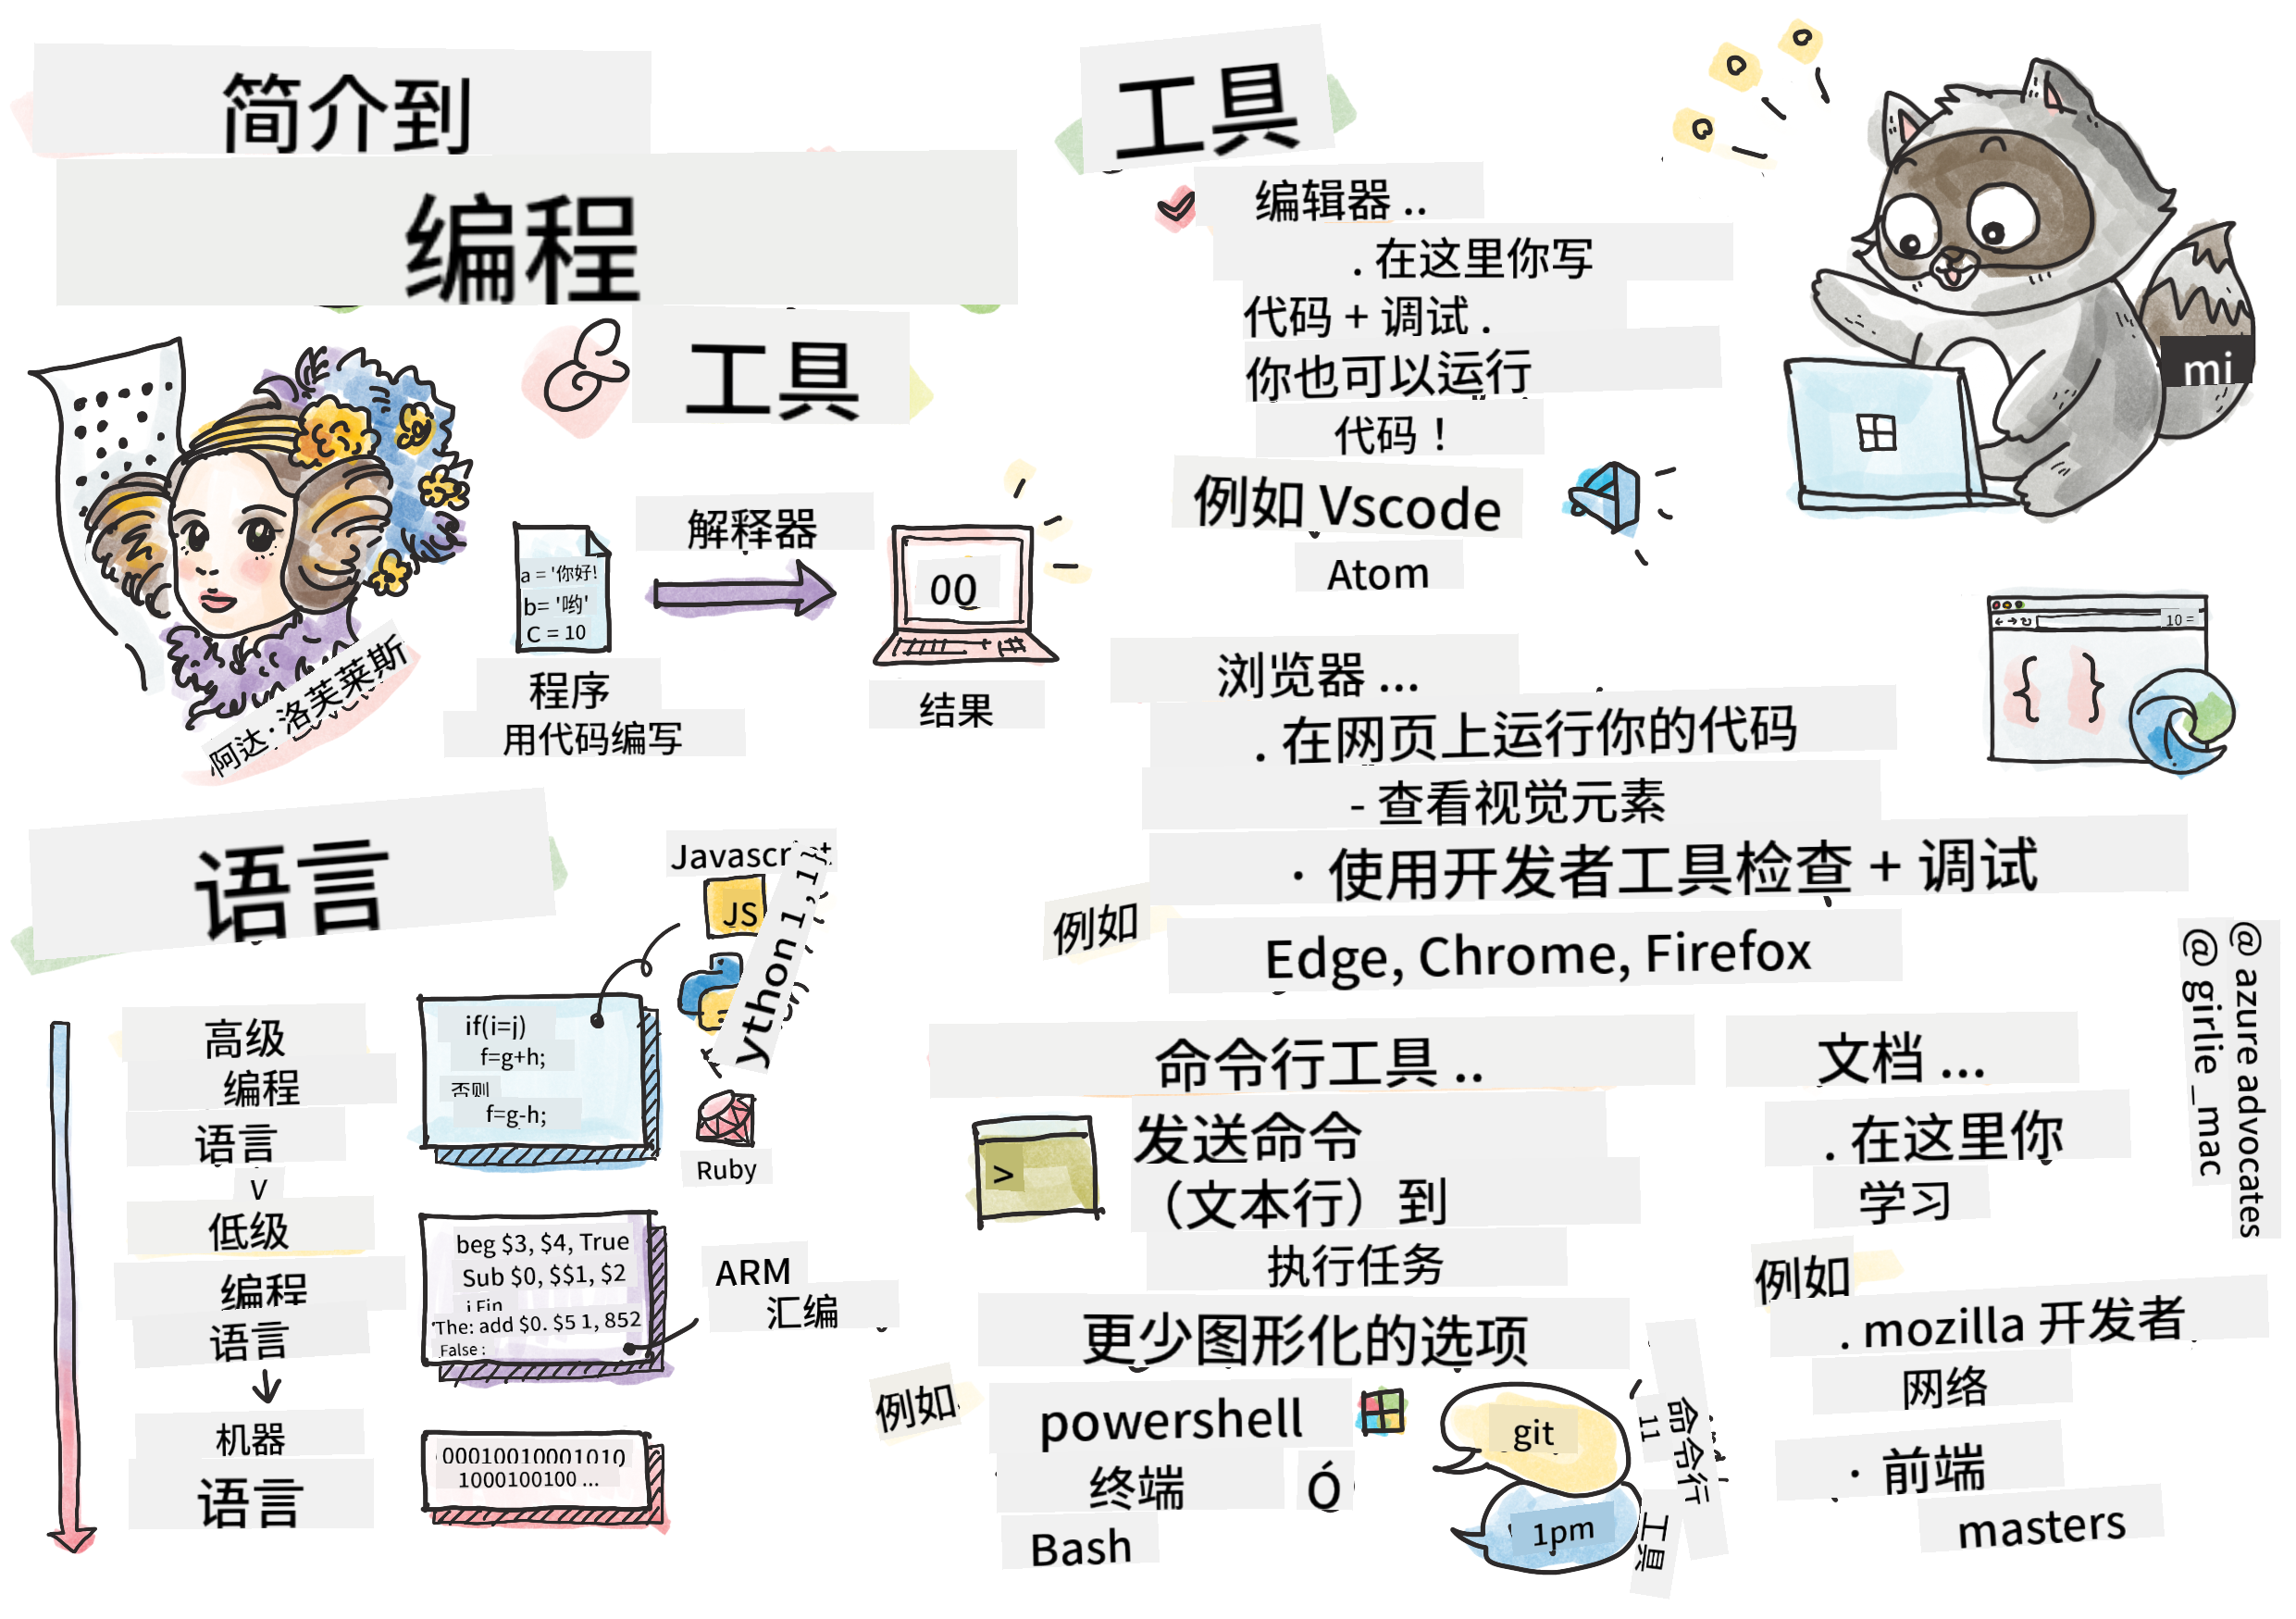 简介到
编程
& 工具
阿达·洛芙莱斯
a = '你好!
b= '哟'
C = 10
程序
用代码编写
解释器
00
结果
语言
高级
编程
语言
V
低级
编程
语言
机器
语言
if(i=j)
f=g+h;
否则
f=g-h;
JS
ython 1, 1 }
Ruby
beg $3, $4, True
Sub $0, $$1, $2
i Fin
'The: add $0. $5 1, 852
False :
ARM
汇编
00010010001010
1000100100 ...
工具
编辑器 ..
. 在这里你写
代码 + 调试 .
你也可以运行
代码！
例如 Vscode
Atom
mi
浏览器 ...
. 在网页上运行你的代码
- 查看视觉元素
· 使用开发者工具检查 + 调试
例如
Edge, Chrome, Firefox
10 =
{ }
命令行工具 ..
>
发送命令
（文本行）到
执行任务
更少图形化的选项
例如
powershell
终端 Ó
Bash
git
1pm
命令行
11
工具
文档 ...
. 在这里你
学习
例如
. mozilla 开发者
网络
· 前端
masters
@ azure advocates
@ girlie _mac